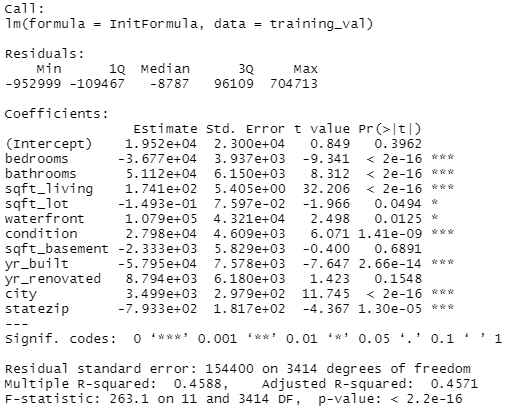 Call:
lm(formula = InitFormula, data = training_val)
Residuals:
Min 1Q Median 3Q Max
-952999 -109467 -8787 96109 704713
Coefficients:
Estimate Std. Error t value Pr(>|t|)
(Intercept) 1.952e+04 2.300e+04 0.849 0.3962
bedrooms -3.677e+04 3.937e+03 -9.341 < 2e-16 ***
bathrooms 5.112e+04 6.150e+03 8.312 < 2e-16 ***
sqft_living 1.741e+02 5.405e+00 32.206 < 2e-16 ***
sqft_lot -1.493e-01 7.597e-02 -1.966 0.0494 *
waterfront 1.079e+05 4.321e+04 2.498 0.0125 *
condition 2.798e+04 4.609e+03 6.071 1.41e-09 ***
sqft_basement -2.333e+03 5.829e+03 -0.400 0.6891
yr_built -5.795e+04 7.578e+03 -7.647 2.66e-14 ***
yr_renovated 8.794e+03 6.180e+03 1.423 0.1548
city 3.499e+03 2.979e+02 11.745 < 2e-16 ***
statezip -7.933e+02 1.817e+02 -4.367 1.30e-05 ***
---
Signif. codes: 0 ‘***’ 0.001 ‘**’ 0.01 ‘*’ 0.05 ‘.’ 0.1 ‘ ’ 1
Residual standard error: 154400 on 3414 degrees of freedom
Multiple R-squared: 0.4588, Adjusted R-squared: 0.4571
F-statistic: 263.1 on 11 and 3414 DF, p-value: < 2.2e-16